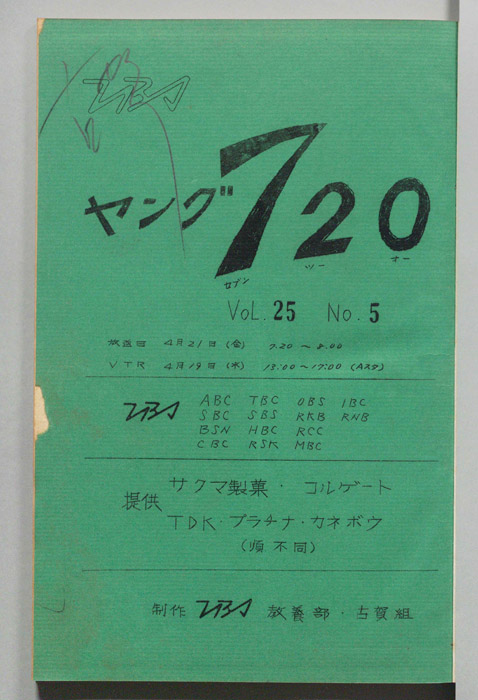 TBS
ヤング720
セブン ツー オー
VOL. 25 No. 5
放送日 4月21日(金) 7.20〜8.00
VTR 4月19日(水) 13:00〜17:00 (Aスタ)
TBS ABC TBC OBS IBC
SBC SBS RKB RNB
BSN HBC RCC
CBC RSK MBC
提供 サクマ製菓・コルゲート
TDK・プラチナ・カネボウ
(順不同)
制作 TBS 教養部・古賀組